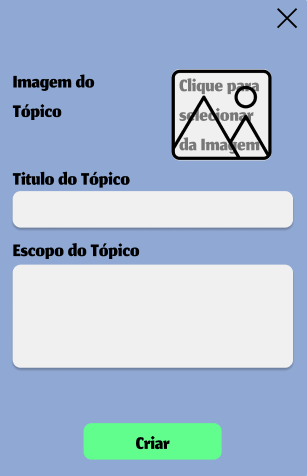 Imagem do
Tópico
Clique para
selecionar
da Imagem
Titulo do Tópico
Escopo do Tópico
Criar